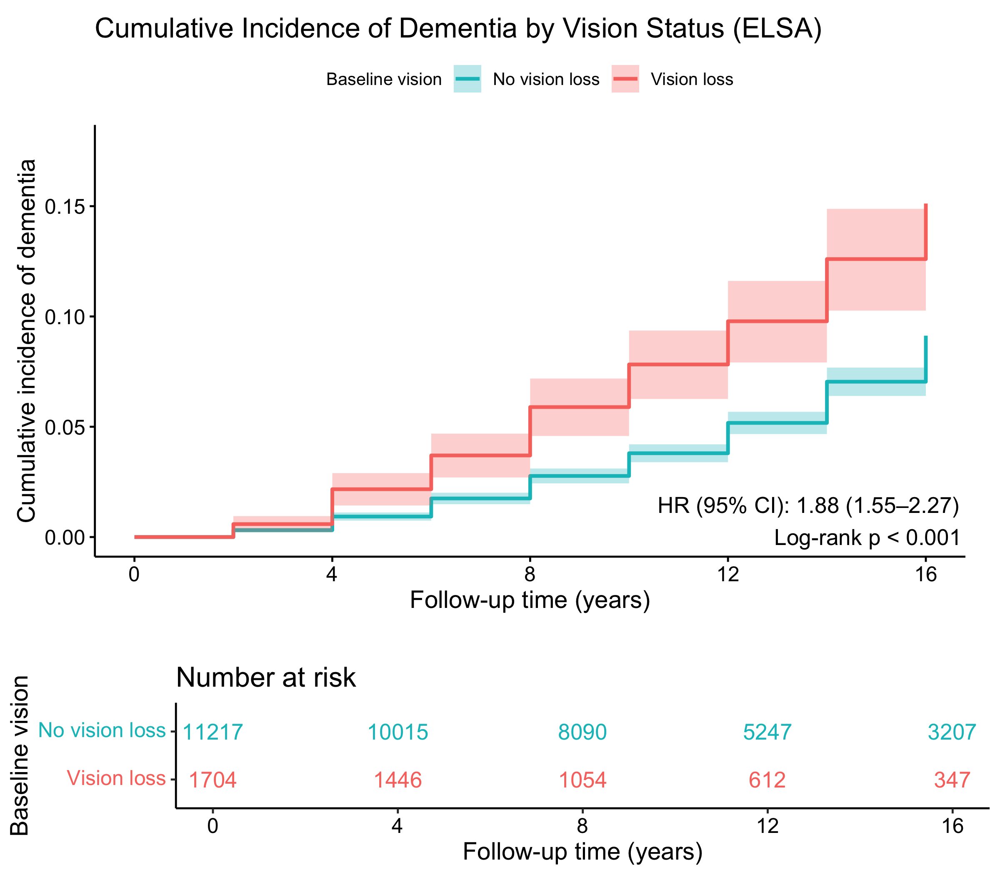 Cumulative Incidence of Dementia by Vision Status (ELSA)
Baseline vision No vision loss Vision loss
Cumulative incidence of dementia
0.15
0.10
0.05
0.00
HR (95% CI): 1.88 (1.55–2.27)
Log-rank p < 0.001
0 4 8 12 16
Follow-up time (years)
Number at risk
Baseline vision
No vision loss 11217 10015 8090 5247 3207
Vision loss 1704 1446 1054 612 347
0 4 8 12 16
Follow-up time (years)